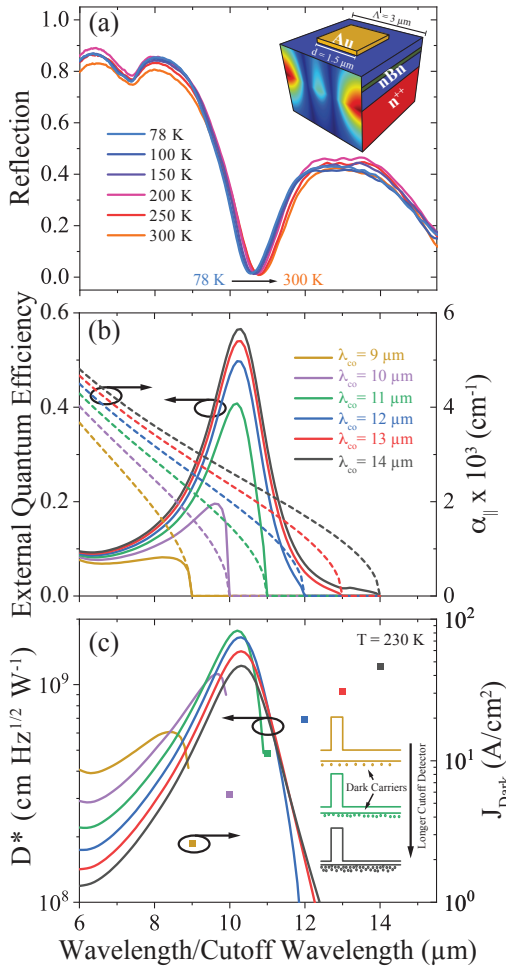 (a)
Λ = 3 μm
Au
d = 1.5 μm
nBn
n++
Reflection
1.0
0.8
0.6
0.4
0.2
0.0
78 K
100 K
150 K
200 K
250 K
300 K
78 K
300 K
(b)
External Quantum Efficiency
0.6
0.4
0.2
0.0
λco = 9 μm
λco = 10 μm
λco = 11 μm
λco = 12 μm
λco = 13 μm
λco = 14 μm
6
4
2
0
α|| x 10³ (cm-1)
(c)
T = 230 K
D* (cm Hz1/2 W-1)
10⁹
10⁸
Dark Carriers
Longer Cutoff Detector
10²
10¹
10⁰
JDark (A/cm²)
6 8 10 12 14
Wavelength/Cutoff Wavelength (μm)